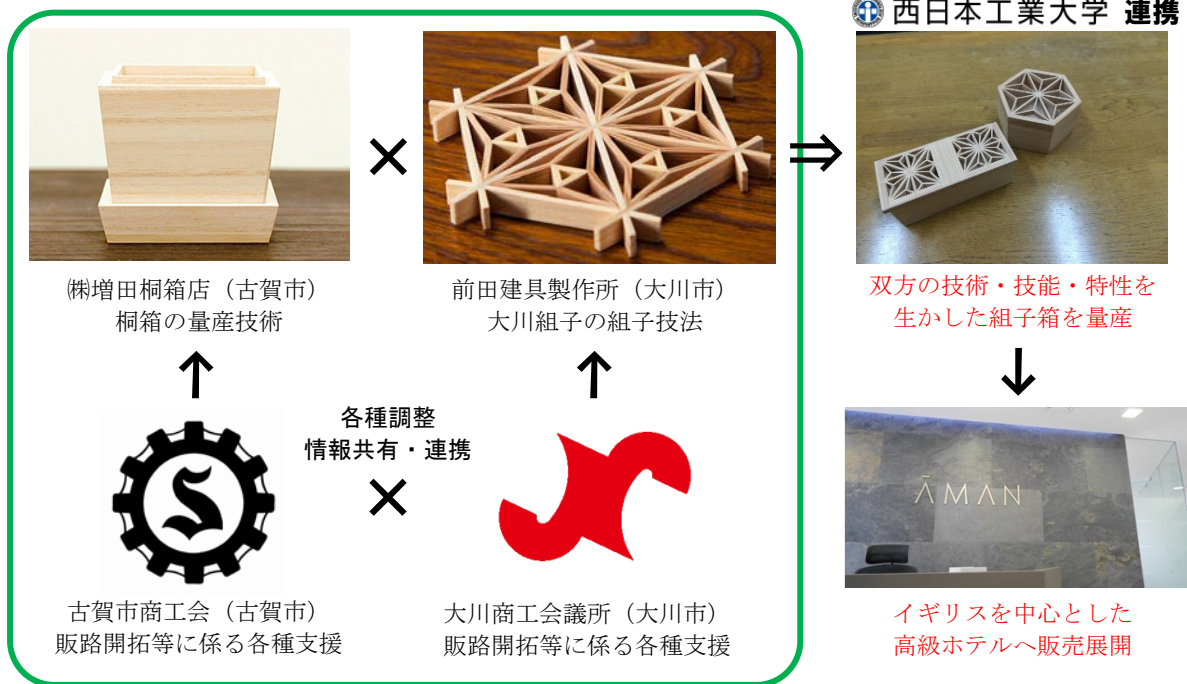 西日本工業大学 連携
㈱増田桐箱店（古賀市）
桐箱の量産技術
×
前田建具製作所（大川市）
大川組子の組子技法
⇒
双方の技術・技能・特性を
生かした組子箱を量産
↑
↑
↓
各種調整
情報共有・連携
×
S
古賀市商工会（古賀市）
販路開拓等に係る各種支援
大川商工会議所（大川市）
販路開拓等に係る各種支援
ĀMĀN
イギリスを中心とした
高級ホテルへ販売展開